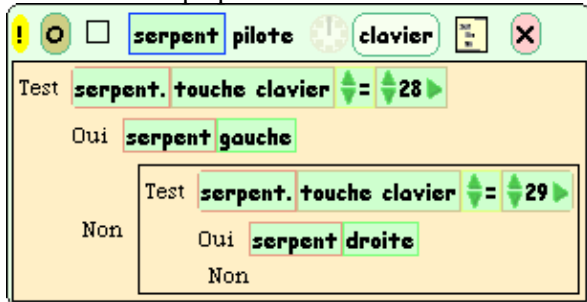 ! O serpent pilote clavier
Test serpent. touche clavier = 28
Oui serpent gauche
Test serpent. touche clavier = 29
Non
Oui serpent droite
Non